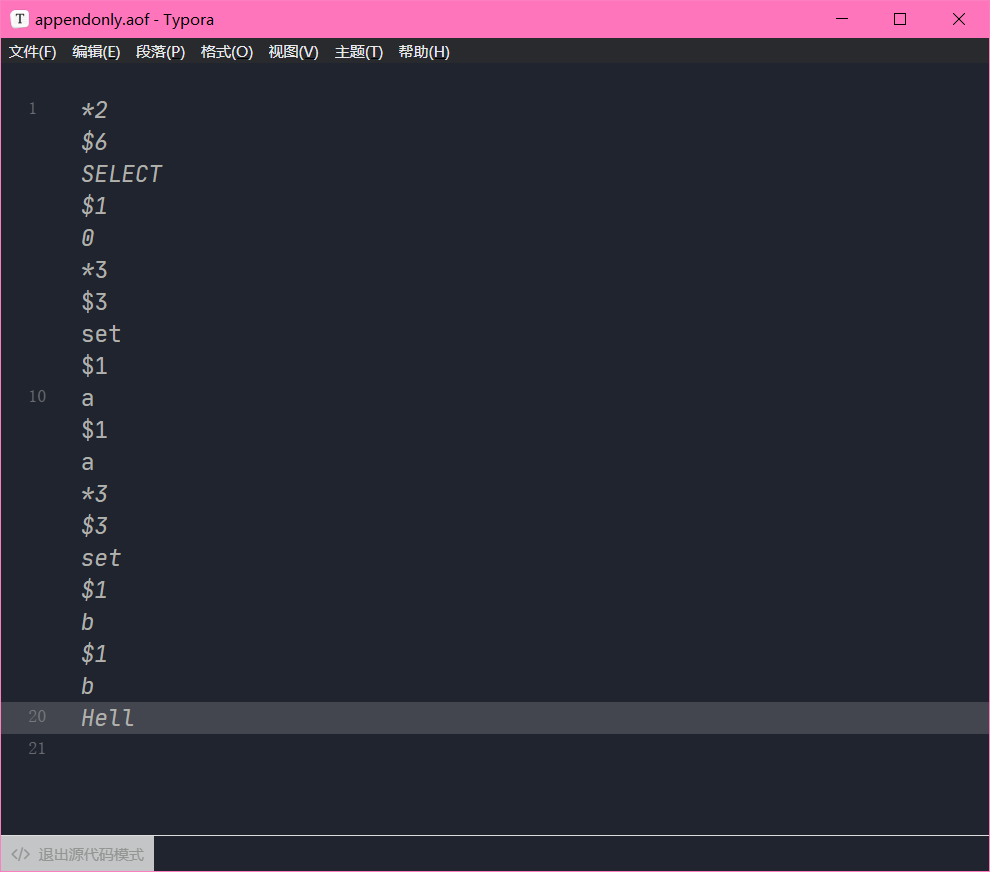 T appendonly.aof - Typora
文件(F) 编辑(E) 段落(P) 格式(O) 视图(V) 主题(T) 帮助(H)
1 *2
$6
SELECT
$1
0
*3
$3
set
$1
10 a
$1
a
*3
$3
set
$1
b
$1
b
20 Hell
21
</> 退出源代码模式